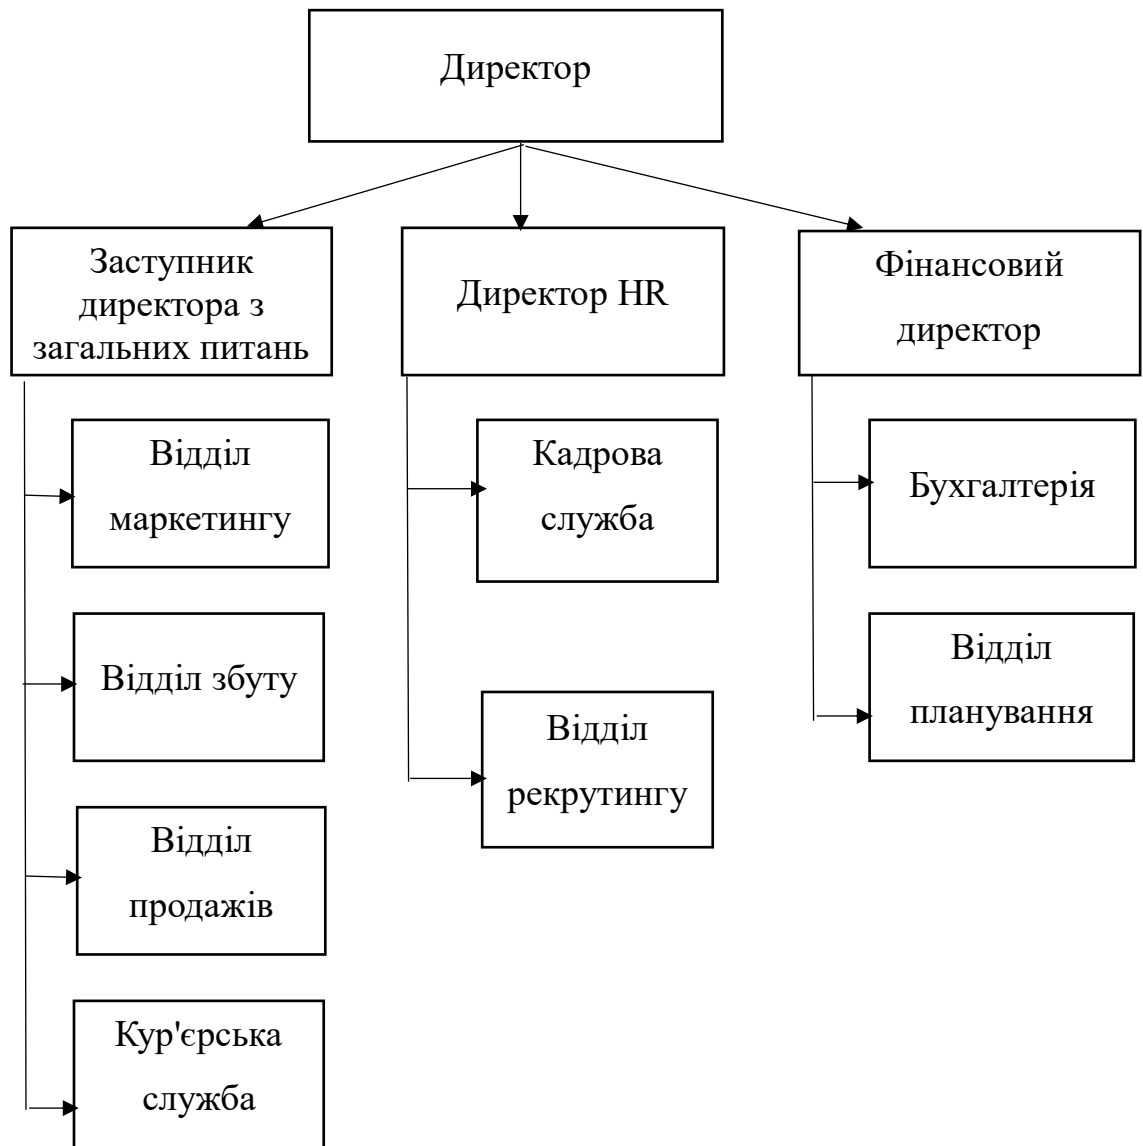 Директор
Заступник
директора з
загальних питань
Директор HR
Фінансовий
директор
Відділ
маркетингу
Кадрова
служба
Бухгалтерія
Відділ збуту
Відділ
рекрутингу
Відділ
планування
Відділ
продажів
Кур'єрська
служба